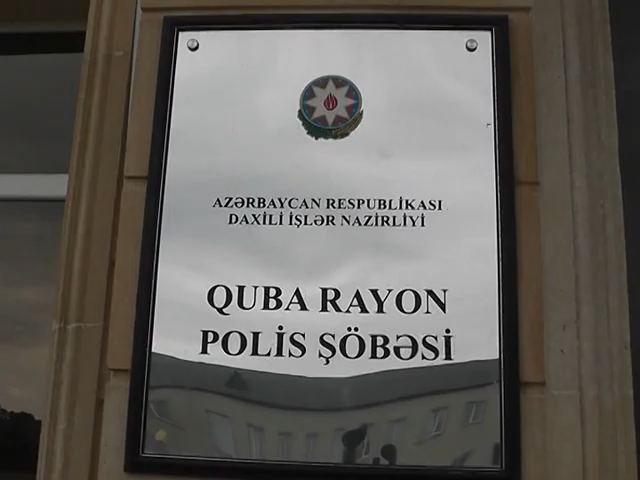 AZƏRBAYCAN RESPUBLİKASI
DAXİLİ İŞLƏR NAZİRLİYİ
QUBA RAYON
POLİS ŞÖBƏSİ